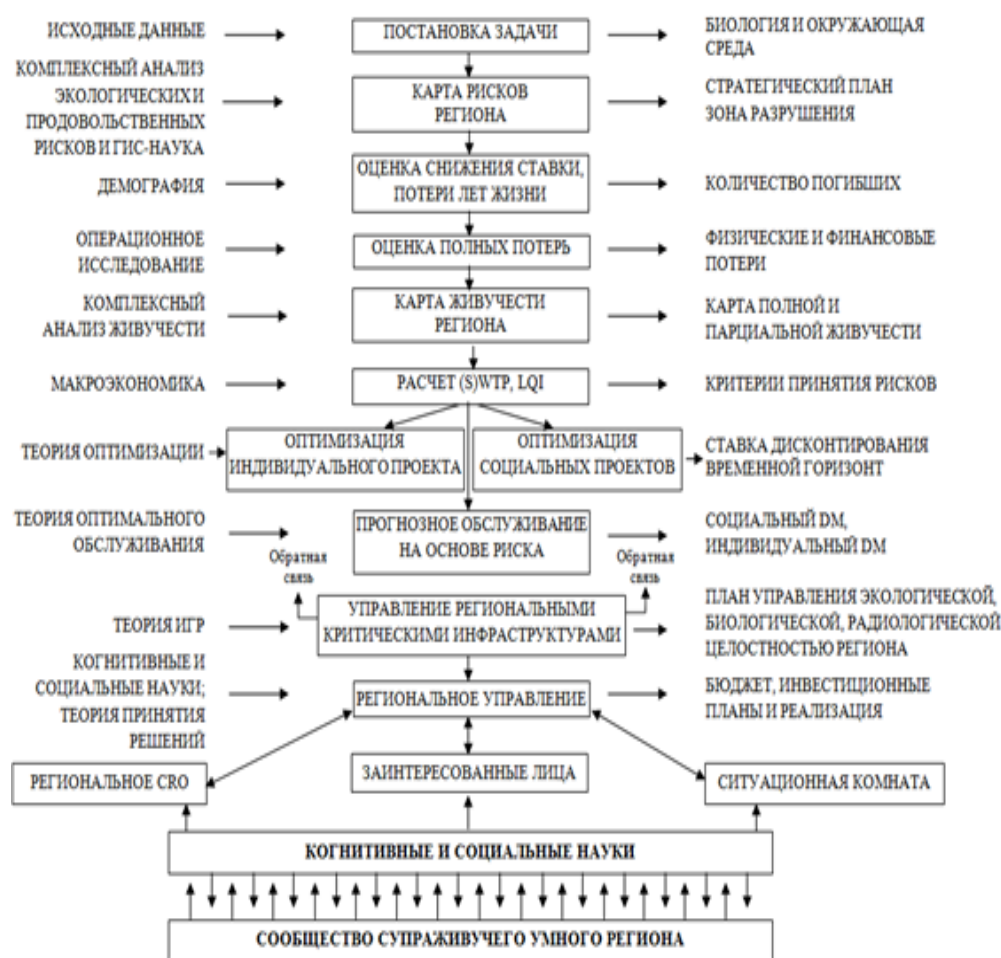 ИСХОДНЫЕ ДАННЫЕ
ПОСТАНОВКА ЗАДАЧИ
БИОЛОГИЯ И ОКРУЖАЮЩАЯ
СРЕДА
КОМПЛЕКСНЫЙ АНАЛИЗ
ЭКОЛОГИЧЕСКИХ И
ПРОДОВОЛЬСТВЕННЫХ
РИСКОВ И ГИС-НАУКА
КАРТА РИСКОВ
РЕГИОНА
СТРАТЕГИЧЕСКИЙ ПЛАН
ЗОНА РАЗРУШЕНИЯ
ДЕМОГРАФИЯ
ОЦЕНКА СНИЖЕНИЯ СТАВКИ,
ПОТЕРИ ЛЕТ ЖИЗНИ
КОЛИЧЕСТВО ПОГИБШИХ
ОПЕРАЦИОННОЕ
ИССЛЕДОВАНИЕ
ОЦЕНКА ПОЛНЫХ ПОТЕРЬ
ФИЗИЧЕСКИЕ И ФИНАНСОВЫЕ
ПОТЕРИ
КОМПЛЕКСНЫЙ
АНАЛИЗ ЖИВУЧЕСТИ
КАРТА ЖИВУЧЕСТИ
РЕГИОНА
КАРТА ПОЛНОЙ И
ПАРЦИАЛЬНОЙ ЖИВУЧЕСТИ
МАКРОЭКОНОМИКА
РАСЧЕТ (S)WTP, LQI
КРИТЕРИИ ПРИНЯТИЯ РИСКОВ
ТЕОРИЯ ОПТИМИЗАЦИИ
ОПТИМИЗАЦИЯ
ИНДИВИДУАЛЬНОГО ПРОЕКТА
ОПТИМИЗАЦИЯ
СОЦИАЛЬНЫХ ПРОЕКТОВ
СТАВКА ДИСКОНТИРОВАНИЯ
ВРЕМЕННОЙ ГОРИЗОНТ
ТЕОРИЯ ОПТИМАЛЬНОГО
ОБСЛУЖИВАНИЯ
ПРОГНОЗНОЕ ОБСЛУЖИВАНИЕ
НА ОСНОВЕ РИСКА
СОЦИАЛЬНЫЙ DM,
ИНДИВИДУАЛЬНЫЙ DM
Обратная
связь
Обратная
связь
ТЕОРИЯ ИГР
УПРАВЛЕНИЕ РЕГИОНАЛЬНЫМИ
КРИТИЧЕСКИМИ ИНФРАСТРУКТУРАМИ
ПЛАН УПРАВЛЕНИЯ ЭКОЛОГИЧЕСКОЙ,
БИОЛОГИЧЕСКОЙ, РАДИОЛОГИЧЕСКОЙ
ЦЕЛОСТНОСТЬЮ РЕГИОНА
КОГНИТИВНЫЕ И
СОЦИАЛЬНЫЕ НАУКИ;
ТЕОРИЯ ПРИНЯТИЯ
РЕШЕНИЙ
РЕГИОНАЛЬНОЕ УПРАВЛЕНИЕ
БЮДЖЕТ, ИНВЕСТИЦИОННЫЕ
ПЛАНЫ И РЕАЛИЗАЦИЯ
РЕГИОНАЛЬНОЕ CRO
ЗАИНТЕРЕСОВАННЫЕ ЛИЦА
СИТУАЦИОННАЯ КОМНАТА
КОГНИТИВНЫЕ И СОЦИАЛЬНЫЕ НАУКИ
СООБЩЕСТВО СУПРАЖИВУЧЕГО УМНОГО РЕГИОНА